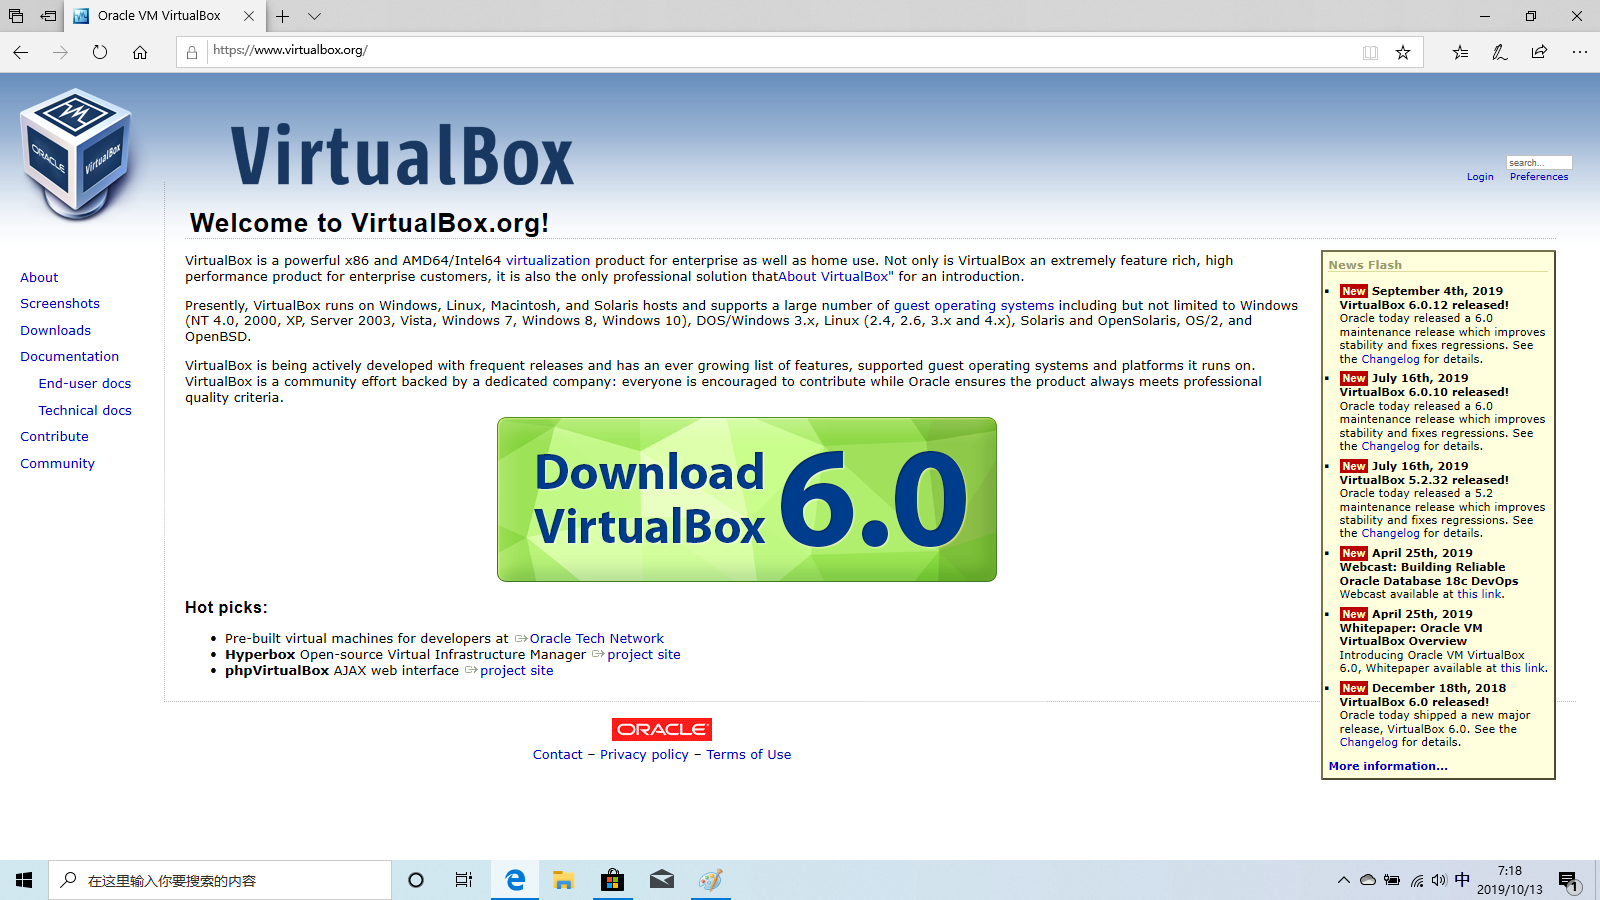 Oracle VM VirtualBox
https://www.virtualbox.org/
ORACLE
VirtualBox
VirtualBox
search...
Login Preferences
Welcome to VirtualBox.org!
About
Screenshots
Downloads
Documentation
End-user docs
Technical docs
Contribute
Community
VirtualBox is a powerful x86 and AMD64/Intel64 virtualization product for enterprise as well as home use. Not only is VirtualBox an extremely feature rich, high
performance product for enterprise customers, it is also the only professional solution thatAbout VirtualBox" for an introduction.
Presently, VirtualBox runs on Windows, Linux, Macintosh, and Solaris hosts and supports a large number of guest operating systems including but not limited to Windows
(NT 4.0, 2000, XP, Server 2003, Vista, Windows 7, Windows 8, Windows 10), DOS/Windows 3.x, Linux (2.4, 2.6, 3.x and 4.x), Solaris and OpenSolaris, OS/2, and
OpenBSD.
VirtualBox is being actively developed with frequent releases and has an ever growing list of features, supported guest operating systems and platforms it runs on.
VirtualBox is a community effort backed by a dedicated company: everyone is encouraged to contribute while Oracle ensures the product always meets professional
quality criteria.
Download
VirtualBox 6.0
Hot picks:
• Pre-built virtual machines for developers at Oracle Tech Network
• Hyperbox Open-source Virtual Infrastructure Manager project site
• phpVirtualBox AJAX web interface project site
News Flash
New September 4th, 2019
VirtualBox 6.0.12 released!
Oracle today released a 6.0
maintenance release which improves
stability and fixes regressions. See
the Changelog for details.
New July 16th, 2019
VirtualBox 6.0.10 released!
Oracle today released a 6.0
maintenance release which improves
stability and fixes regressions. See
the Changelog for details.
New July 16th, 2019
VirtualBox 5.2.32 released!
Oracle today released a 5.2
maintenance release which improves
stability and fixes regressions. See
the Changelog for details.
New April 25th, 2019
Webcast: Building Reliable
Oracle Database 18c DevOps
Webcast available at this link.
New April 25th, 2019
Whitepaper: Oracle VM
VirtualBox Overview
Introducing Oracle VM VirtualBox
6.0, Whitepaper available at this link.
New December 18th, 2018
VirtualBox 6.0 released!
Oracle today shipped a new major
release, VirtualBox 6.0. See the
Changelog for details.
More information...
ORACLE
Contact – Privacy policy – Terms of Use
在这里输入你要搜索的内容
中
7:18
2019/10/13
1